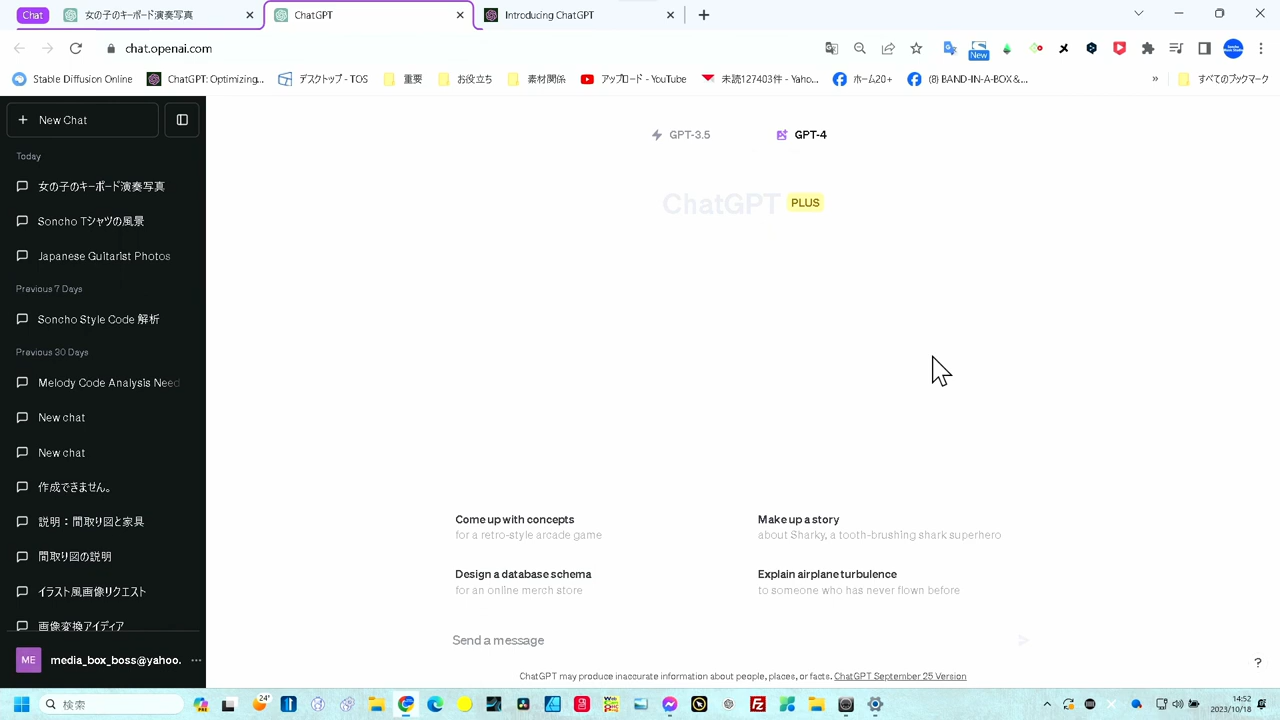 Chat 女の子のキーボード演奏写真 ChatGPT Introducing ChatGPT
chat.openai.com
New
Stable Diffusion Online ChatGPT: Optimizing... デスクトップ - TOS 重要 お役立ち 素材関係 アップロード - YouTube 未読127403件 - Yaho... ホーム20+ (8) BAND-IN-A-BOX &... » すべてのブックマーク
New Chat
Today
女の子のキーボード演奏写真
Soncho Tシャツの風景
Japanese Guitarist Photos
Previous 7 Days
Soncho Style Code 解析
Previous 30 Days
Melody Code Analysis Need
New chat
New chat
作成できません。
説明：間取り図と家具
間取り図の説明
イラスト風画像リクエスト
画像変換アイディア
ME media_box_boss@yahoo. ...
GPT-3.5 GPT-4
ChatGPT PLUS
Come up with concepts
for a retro-style arcade game
Make up a story
about Sharky, a tooth-brushing shark superhero
Design a database schema
for an online merch store
Explain airplane turbulence
to someone who has never flown before
Send a message
ChatGPT may produce inaccurate information about people, places, or facts. ChatGPT September 25 Version
?
検索
24°
14:52
2023/10/18